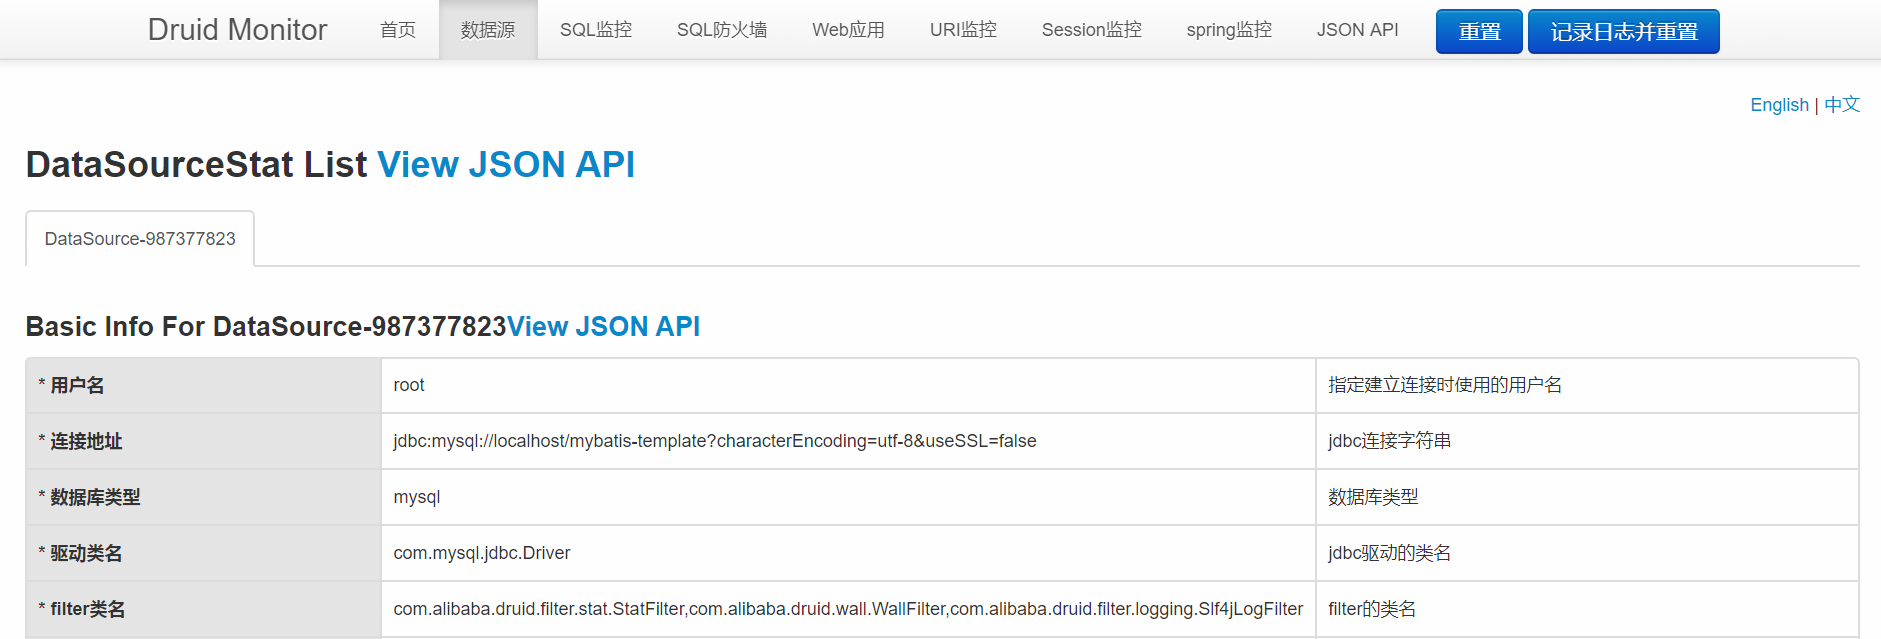 Druid Monitor 首页 数据源 SQL监控 SQL防火墙 Web应用 URI监控 Session监控 spring监控 JSON API 重置 记录日志并重置
English | 中文
DataSourceStat List View JSON API
DataSource-987377823
Basic Info For DataSource-987377823View JSON API
* 用户名 root 指定建立连接时使用的用户名
* 连接地址 jdbc:mysql://localhost/mybatis-template?characterEncoding=utf-8&useSSL=false jdbc连接字符串
* 数据库类型 mysql 数据库类型
* 驱动类名 com.mysql.jdbc.Driver jdbc驱动的类名
* filter类名 com.alibaba.druid.filter.stat.StatFilter,com.alibaba.druid.wall.WallFilter,com.alibaba.druid.filter.logging.Slf4jLogFilter filter的类名